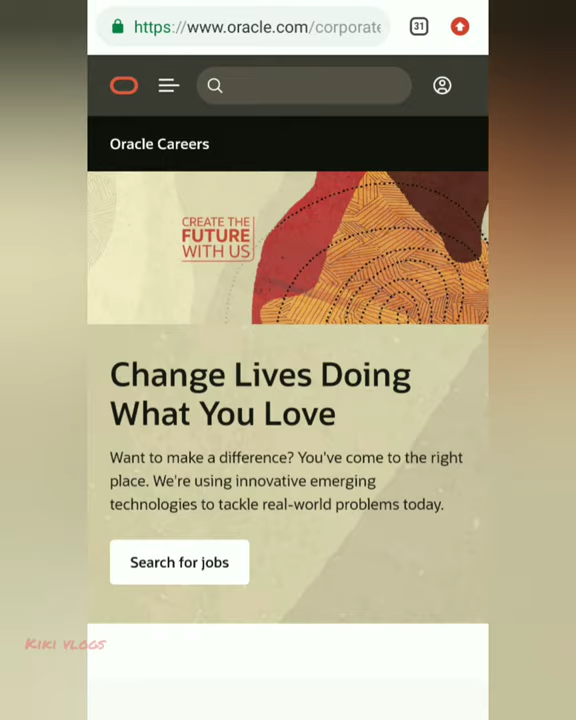 https://www.oracle.com/corporate
31
Oracle Careers
CREATE THE
FUTURE
WITH US
Change Lives Doing
What You Love
Want to make a difference? You've come to the right
place. We're using innovative emerging
technologies to tackle real-world problems today.
Search for jobs
KIKI VLOGS